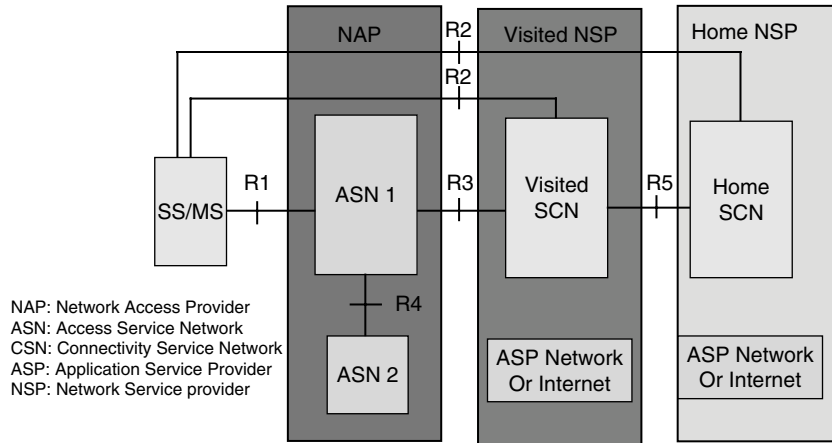 NAP
R2
Visited NSP
Home NSP
R2
SS/MS
R1
ASN 1
R3
Visited
SCN
R5
Home
SCN
R4
ASN 2
ASP Network
Or Internet
ASP Network
Or Internet
NAP: Network Access Provider
ASN: Access Service Network
CSN: Connectivity Service Network
ASP: Application Service Provider
NSP: Network Service provider